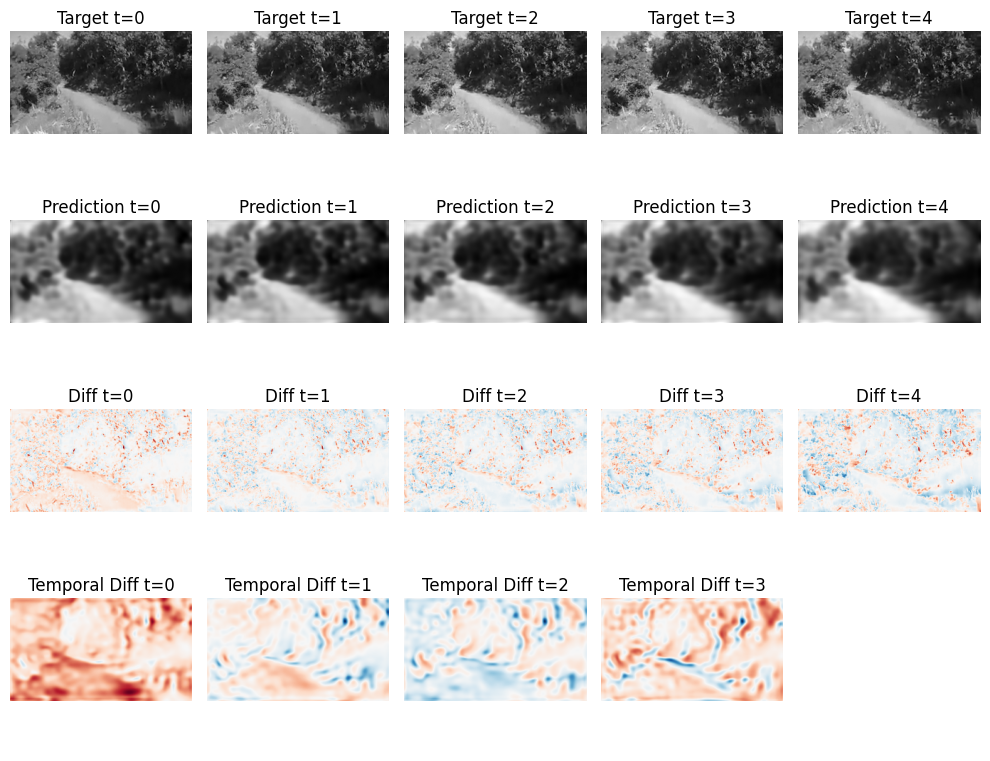 Target t=0 Target t=1 Target t=2 Target t=3 Target t=4
Prediction t=0 Prediction t=1 Prediction t=2 Prediction t=3 Prediction t=4
Diff t=0 Diff t=1 Diff t=2 Diff t=3 Diff t=4
Temporal Diff t=0 Temporal Diff t=1 Temporal Diff t=2 Temporal Diff t=3